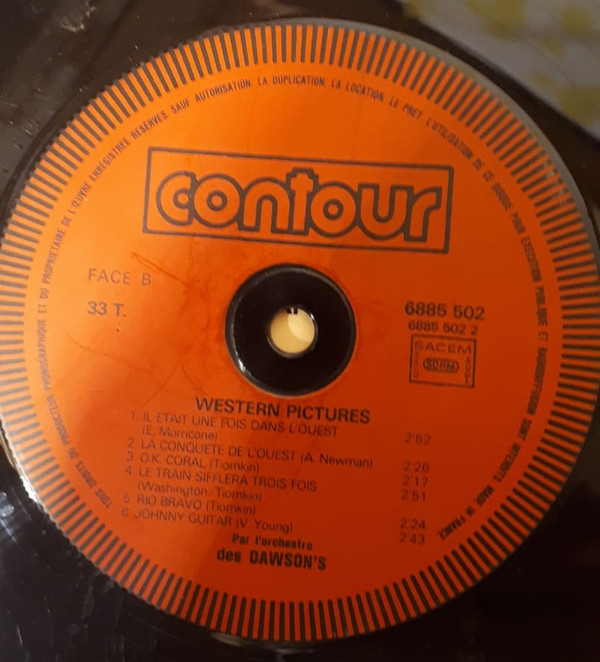 TOUS DROITS DU PRODUCTEUR PHONOGRAPHIQUE ET DU PROPRIETAIRE DE L'ŒUVRE ENREGISTREE RESERVES. SAUF AUTORISATION, LA DUPLICATION, LA LOCATION, LE PRET, L'UTILISATION DE CE DISQUE POUR EXECUTION PUBLIQUE ET RADIODIFFUSION SONT INTERDITS. MADE IN FRANCE
contour
FACE B
33 T.
6885 502
6885 502 2
SACEM
SDRM
WESTERN PICTURES
1. IL ETAIT UNE FOIS DANS L'OUEST
(E. Morricone) 2'52
2. LA CONQUETE DE L'OUEST (A. Newman) 2'26
3. O.K. CORAL (Tiomkin) 2'17
4. LE TRAIN SIFFLERA TROIS FOIS
(Washington/Tiomkin) 2'51
5. RIO BRAVO (Tiomkin) 2'24
6. JOHNNY GUITAR (V. Young) 2'43
Par l'orchestre
des DAWSON'S